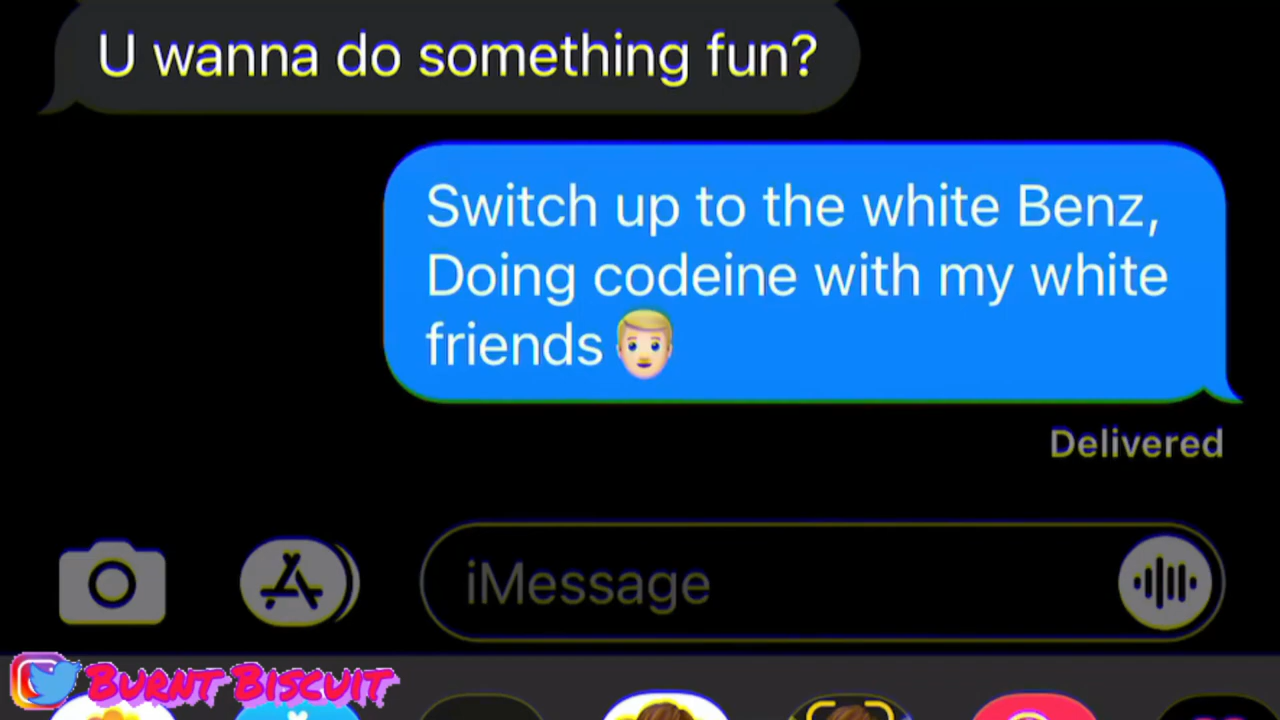 U wanna do something fun?
Switch up to the white Benz,
Doing codeine with my white
friends
Delivered
iMessage
BURNT BISCUIT